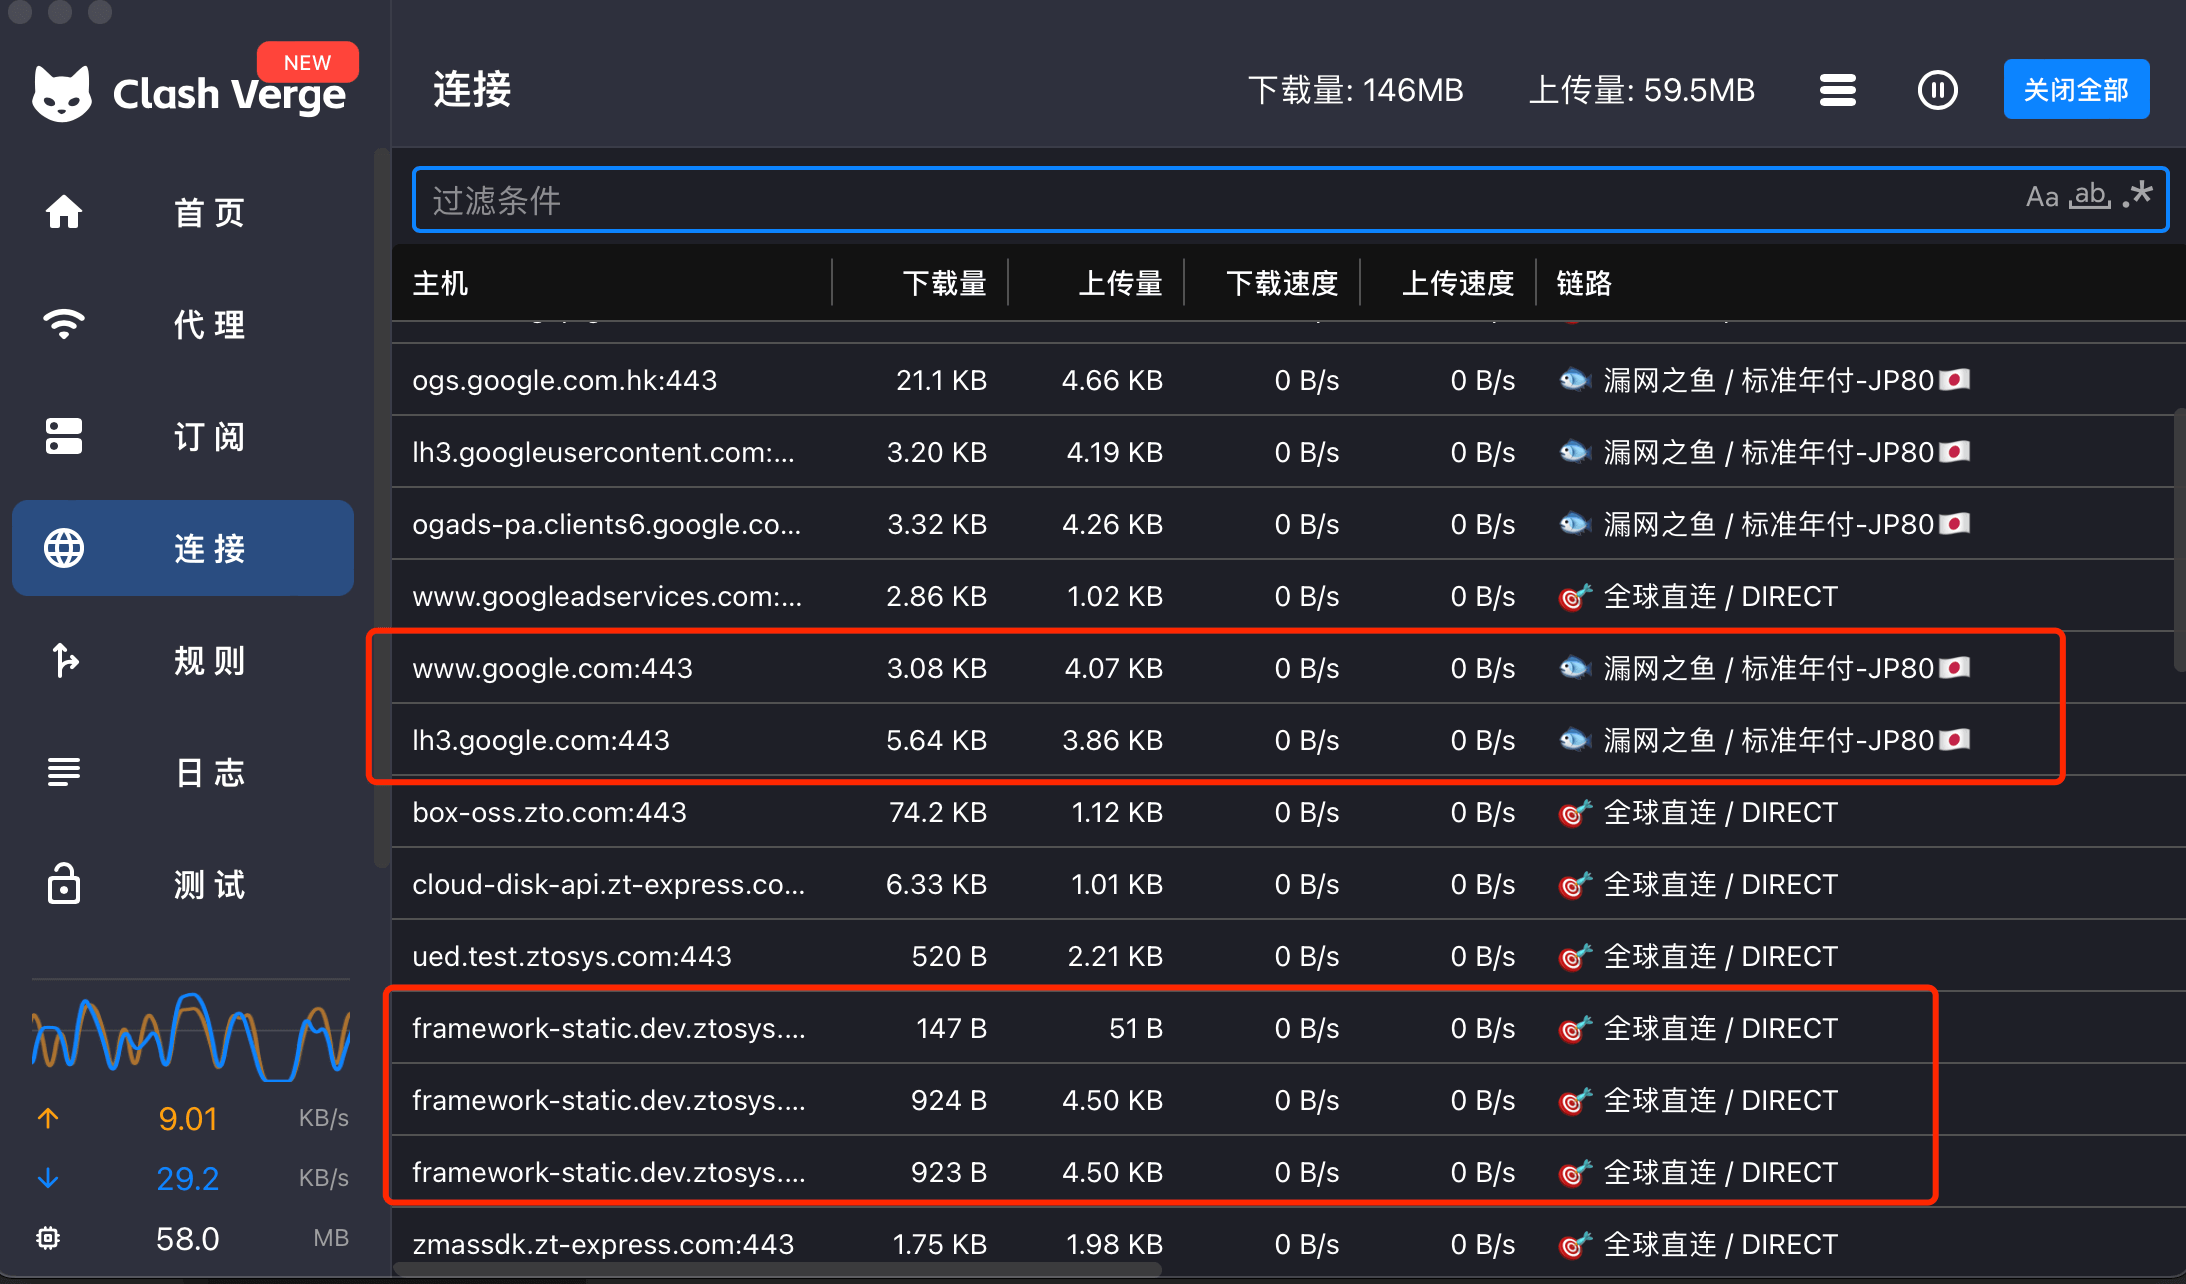 NEW
Clash Verge
首 页
代 理
订 阅
连 接
规 则
日 志
测 试
9.01 KB/s
29.2 KB/s
58.0 MB
连接
下载量: 146MB 上传量: 59.5MB 关闭全部
过滤条件 Aa ab .*
主机 下载量 上传量 下载速度 上传速度 链路
ogs.google.com.hk:443 21.1 KB 4.66 KB 0 B/s 0 B/s 🐟 漏网之鱼 / 标准年付-JP80🇯🇵
lh3.googleusercontent.com:... 3.20 KB 4.19 KB 0 B/s 0 B/s 🐟 漏网之鱼 / 标准年付-JP80🇯🇵
ogads-pa.clients6.google.co... 3.32 KB 4.26 KB 0 B/s 0 B/s 🐟 漏网之鱼 / 标准年付-JP80🇯🇵
www.googleadservices.com:... 2.86 KB 1.02 KB 0 B/s 0 B/s 🎯 全球直连 / DIRECT
www.google.com:443 3.08 KB 4.07 KB 0 B/s 0 B/s 🐟 漏网之鱼 / 标准年付-JP80🇯🇵
lh3.google.com:443 5.64 KB 3.86 KB 0 B/s 0 B/s 🐟 漏网之鱼 / 标准年付-JP80🇯🇵
box-oss.zto.com:443 74.2 KB 1.12 KB 0 B/s 0 B/s 🎯 全球直连 / DIRECT
cloud-disk-api.zt-express.co... 6.33 KB 1.01 KB 0 B/s 0 B/s 🎯 全球直连 / DIRECT
ued.test.ztosys.com:443 520 B 2.21 KB 0 B/s 0 B/s 🎯 全球直连 / DIRECT
framework-static.dev.ztosys.... 147 B 51 B 0 B/s 0 B/s 🎯 全球直连 / DIRECT
framework-static.dev.ztosys.... 924 B 4.50 KB 0 B/s 0 B/s 🎯 全球直连 / DIRECT
framework-static.dev.ztosys.... 923 B 4.50 KB 0 B/s 0 B/s 🎯 全球直连 / DIRECT
zmassdk.zt-express.com:443 1.75 KB 1.98 KB 0 B/s 0 B/s 🎯 全球直连 / DIRECT